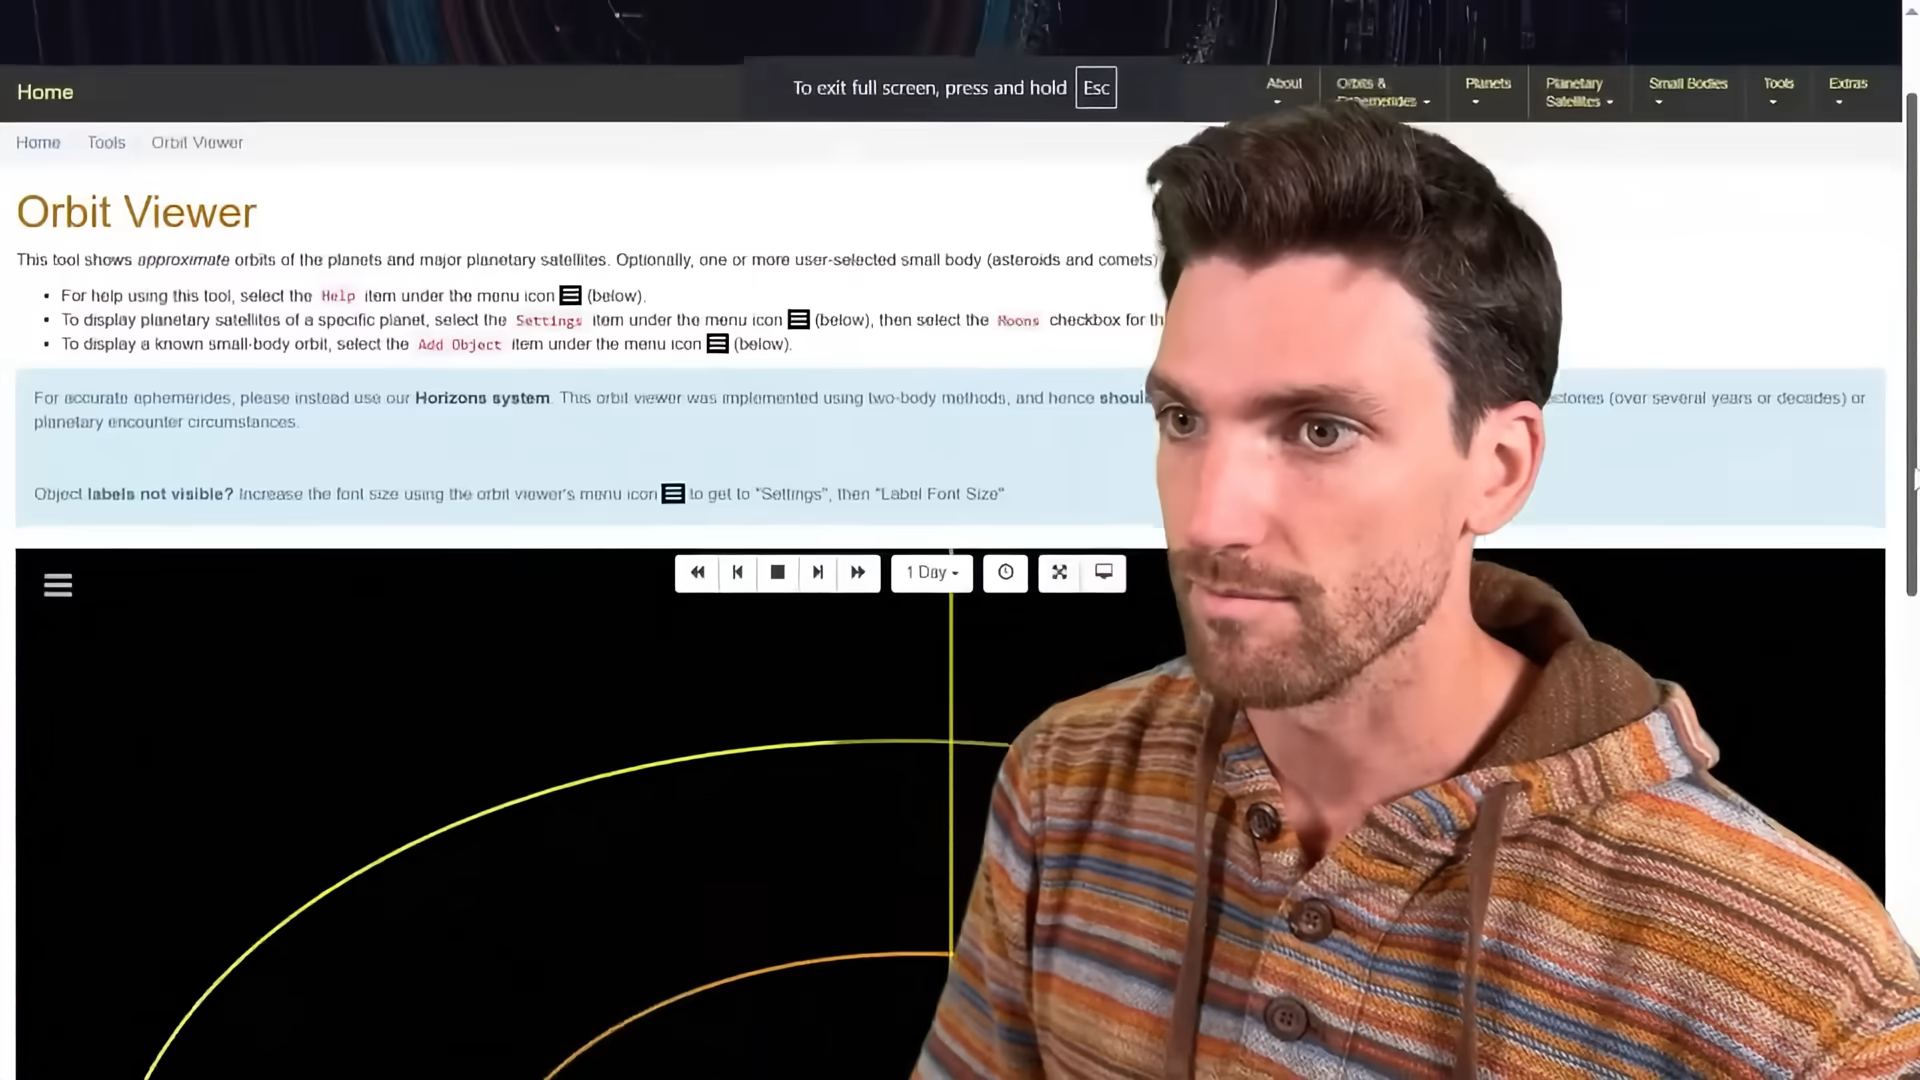 To exit full screen, press and hold Esc
Home
About
Orbits &
Ephemerides
Planets
Planetary
Satellites
Small Bodies
Tools
Extras
Home Tools Orbit Viewer
Orbit Viewer
This tool shows approximate orbits of the planets and major planetary satellites. Optionally, one or more user-selected small body (asteroids and comets)
• For help using this tool, select the Help item under the menu icon (below).
• To display planetary satellites of a specific planet, select the Settings item under the menu icon (below), then select the Moons checkbox for th
• To display a known small-body orbit, select the Add Object item under the menu icon (below).
For accurate ephemerides, please instead use our Horizons system. This orbit viewer was implemented using two-body methods, and hence shoul (over several years or decades) or
planetary encounter circumstances.
Object labels not visible? Increase the font size using the orbit viewer's menu icon to get to "Settings", then "Label Font Size"
1 Day